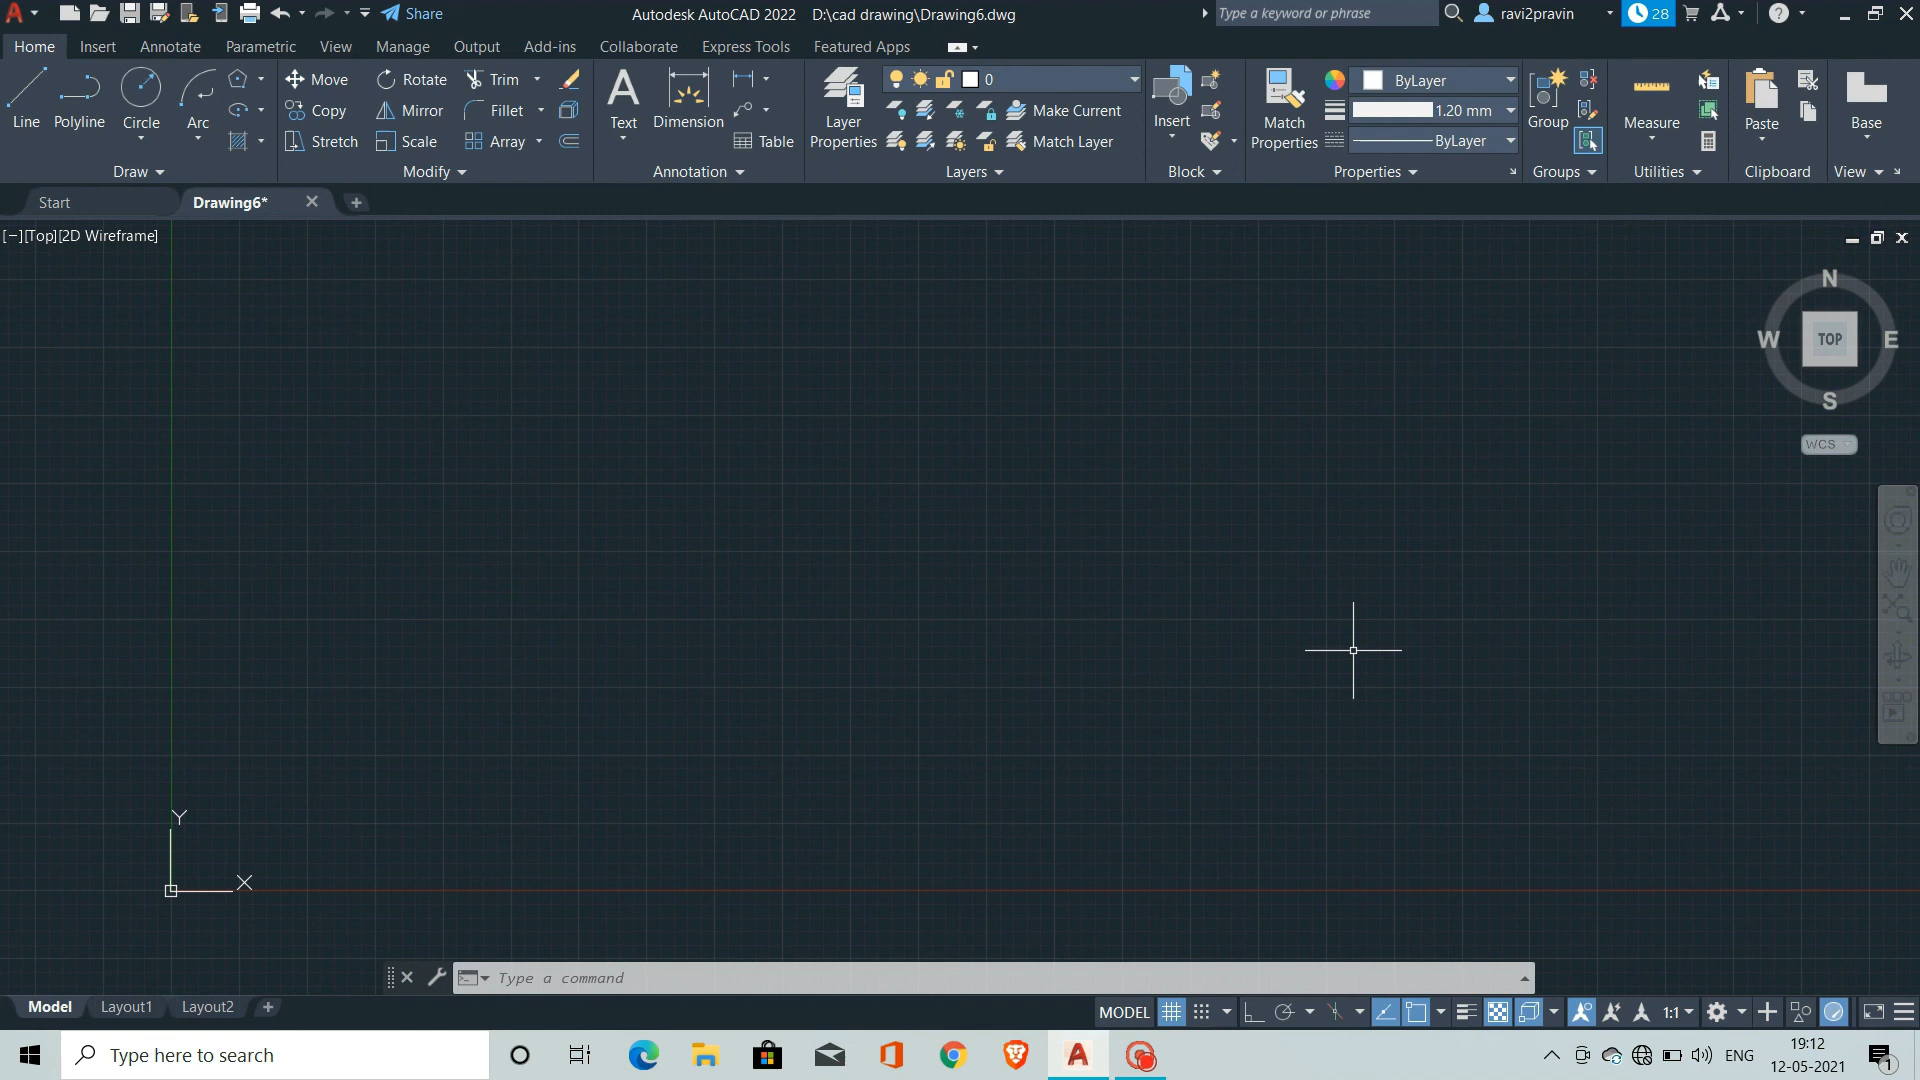 Share
Autodesk AutoCAD 2022 D:\cad drawing\Drawing6.dwg
Type a keyword or phrase
ravi2pravin
28
Home Insert Annotate Parametric View Manage Output Add-ins Collaborate Express Tools Featured Apps
Line Polyline Circle Arc
Move Rotate Trim
Copy Mirror Fillet
Stretch Scale Array
Text Dimension
Table
Layer Properties
0
Make Current
Match Layer
Insert
Match Properties
ByLayer
1.20 mm
ByLayer
Group
Measure
Paste
Base
Draw Modify Annotation Layers Block Properties Groups Utilities Clipboard View
Start Drawing6*
[−][Top][2D Wireframe]
N
W TOP E
S
WCS
Y
X
Type a command
Model Layout1 Layout2
MODEL
1:1
Type here to search
ENG
19:12
12-05-2021
1